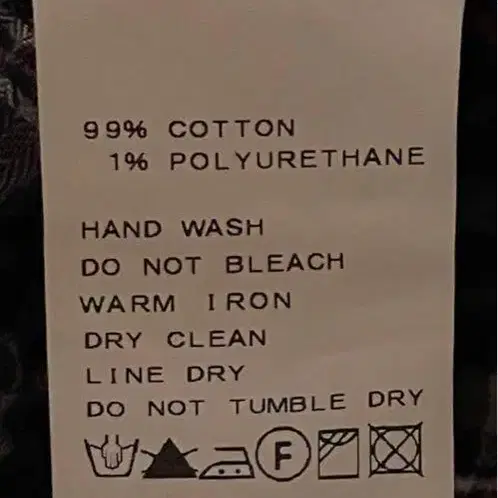 99% COTTON
1% POLYURETHANE
HAND WASH
DO NOT BLEACH
WARM IRON
DRY CLEAN
LINE DRY
DO NOT TUMBLE DRY
F